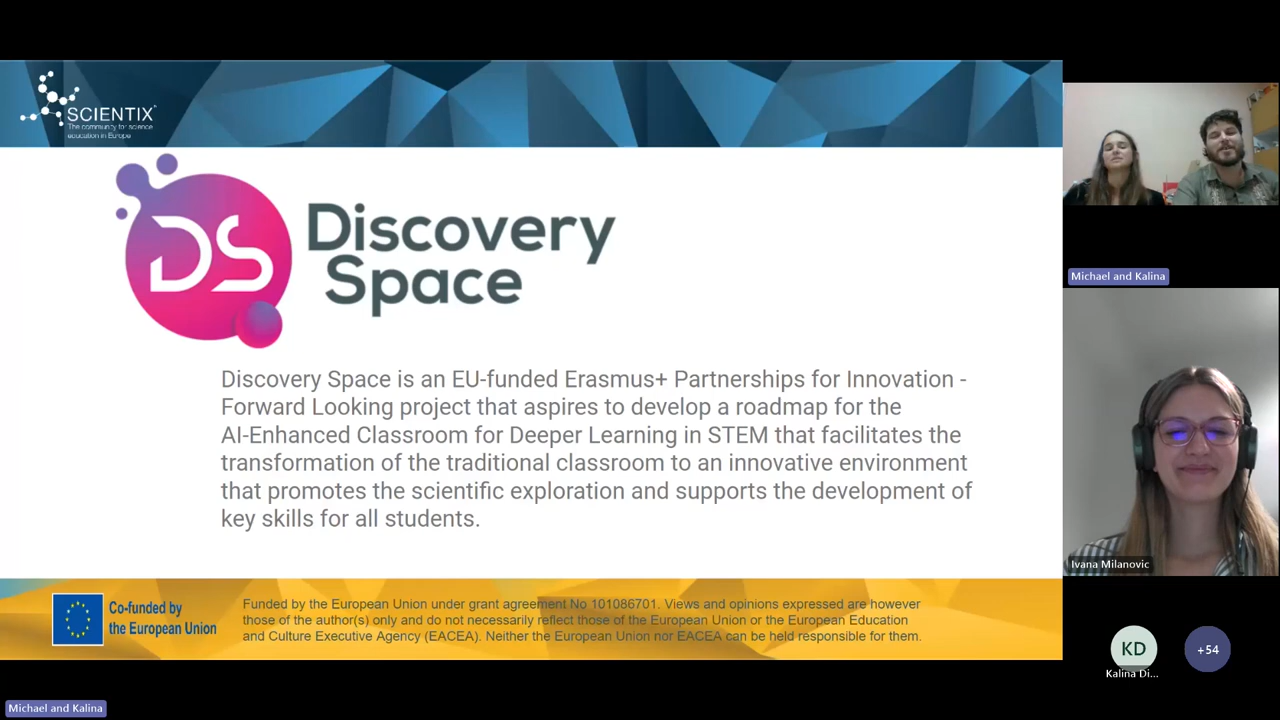 SCIENTIX
The community for science
education in Europe
DS
Discovery
Space
Discovery Space is an EU-funded Erasmus+ Partnerships for Innovation -
Forward Looking project that aspires to develop a roadmap for the
AI-Enhanced Classroom for Deeper Learning in STEM that facilitates the
transformation of the traditional classroom to an innovative environment
that promotes the scientific exploration and supports the development of
key skills for all students.
Co-funded by
the European Union
Funded by the European Union under grant agreement No 101086701. Views and opinions expressed are however
those of the author(s) only and do not necessarily reflect those of the European Union or the European Education
and Culture Executive Agency (EACEA). Neither the European Union nor EACEA can be held responsible for them.
Michael and Kalina
Ivana Milanovic
KD
Kalina Di...
+54
Michael and Kalina